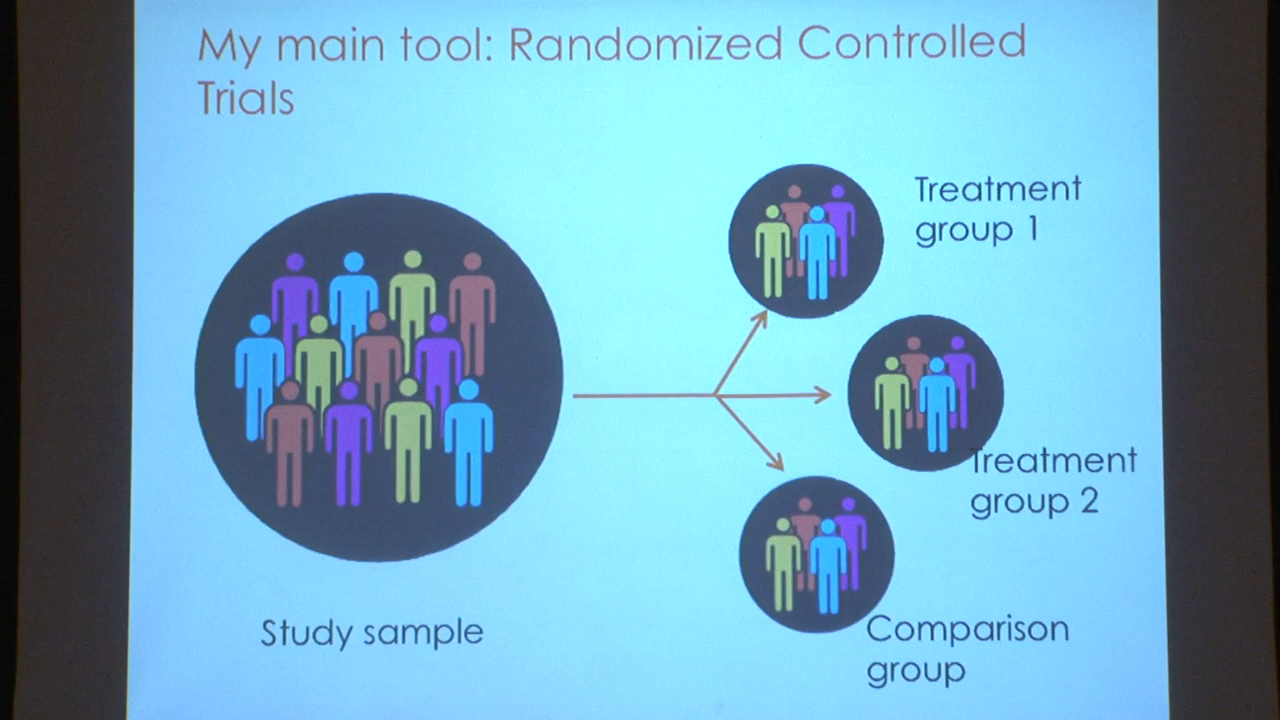 My main tool: Randomized Controlled
Trials
Treatment
group 1
Treatment
group 2
Study sample
Comparison
group